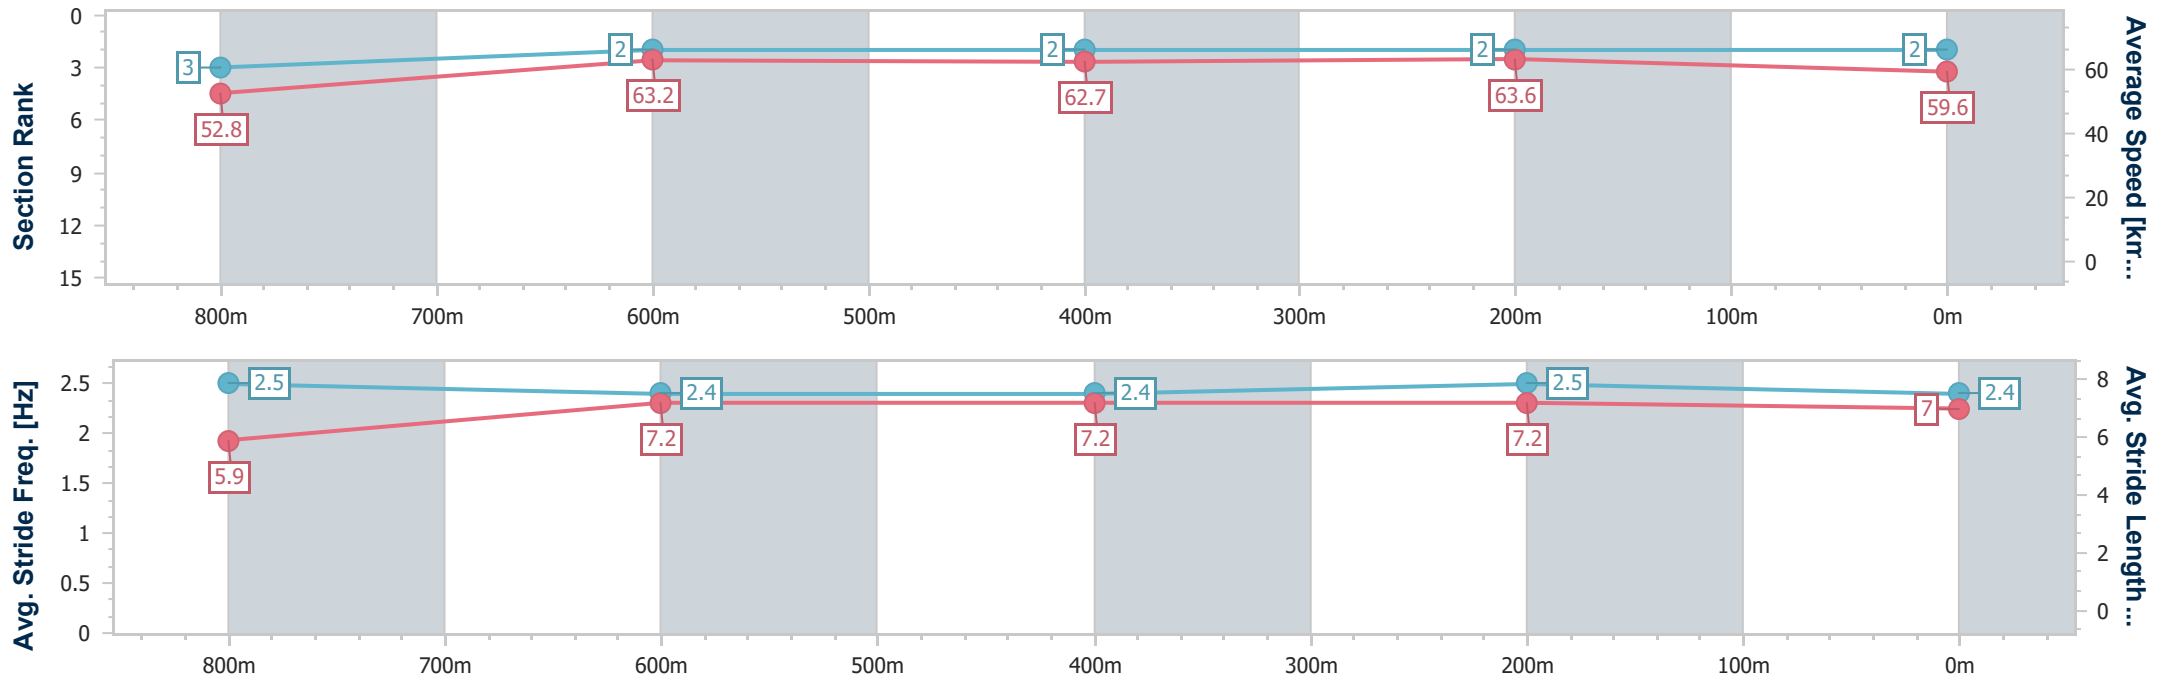 Section Rank
0
3
6
9
12
15
3
2
2
2
2
52.8
63.2
62.7
63.6
59.6
60
40
20
0
Average Speed [km...
800m
700m
600m
500m
400m
300m
200m
100m
0m
Avg. Stride Freq. [Hz]
2.5
2
1.5
1
0.5
0
2.5
2.4
2.4
2.5
2.4
5.9
7.2
7.2
7.2
7
8
6
4
2
0
Avg. Stride Length...
800m
700m
600m
500m
400m
300m
200m
100m
0m